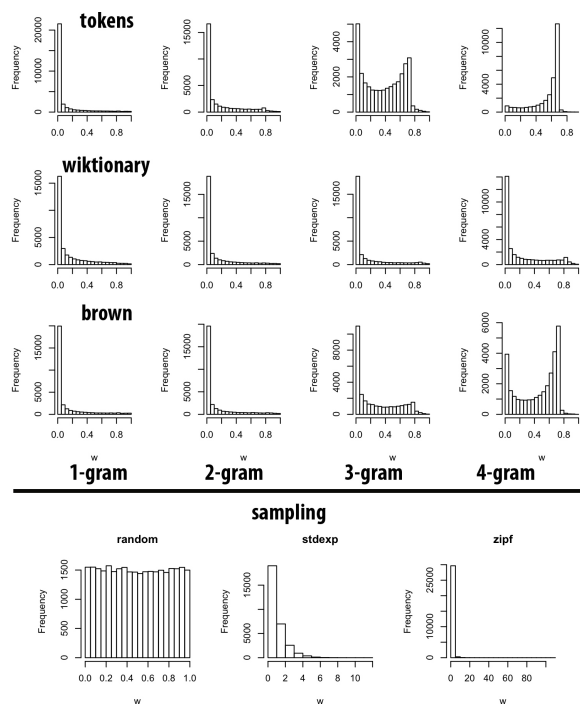 tokens
Frequency
0 5000 10000 20000
0.0 0.4 0.8
Frequency
0 5000 15000
0.0 0.4 0.8
Frequency
0 2000 4000
0.0 0.4 0.8
Frequency
0 5000 10000
0.0 0.4 0.8
wiktionary
Frequency
0 5000 15000
0.0 0.4 0.8
Frequency
0 5000 15000
0.0 0.4 0.8
Frequency
0 5000 15000
0.0 0.4 0.8
Frequency
0 4000 10000
0.0 0.4 0.8
brown
Frequency
0 5000 15000
0.0 0.4 0.8
w
Frequency
0 5000 15000
0.0 0.4 0.8
w
Frequency
0 4000 8000
0.0 0.4 0.8
w
Frequency
0 2000 4000 6000
0.0 0.4 0.8
w
1-gram 2-gram 3-gram 4-gram
sampling
random
Frequency
0 500 1000 1500
0.0 0.2 0.4 0.6 0.8 1.0
w
stdexp
Frequency
0 5000 15000
0 2 4 6 8 10
w
zipf
Frequency
0 5000 15000 25000
0 20 40 60 80
w